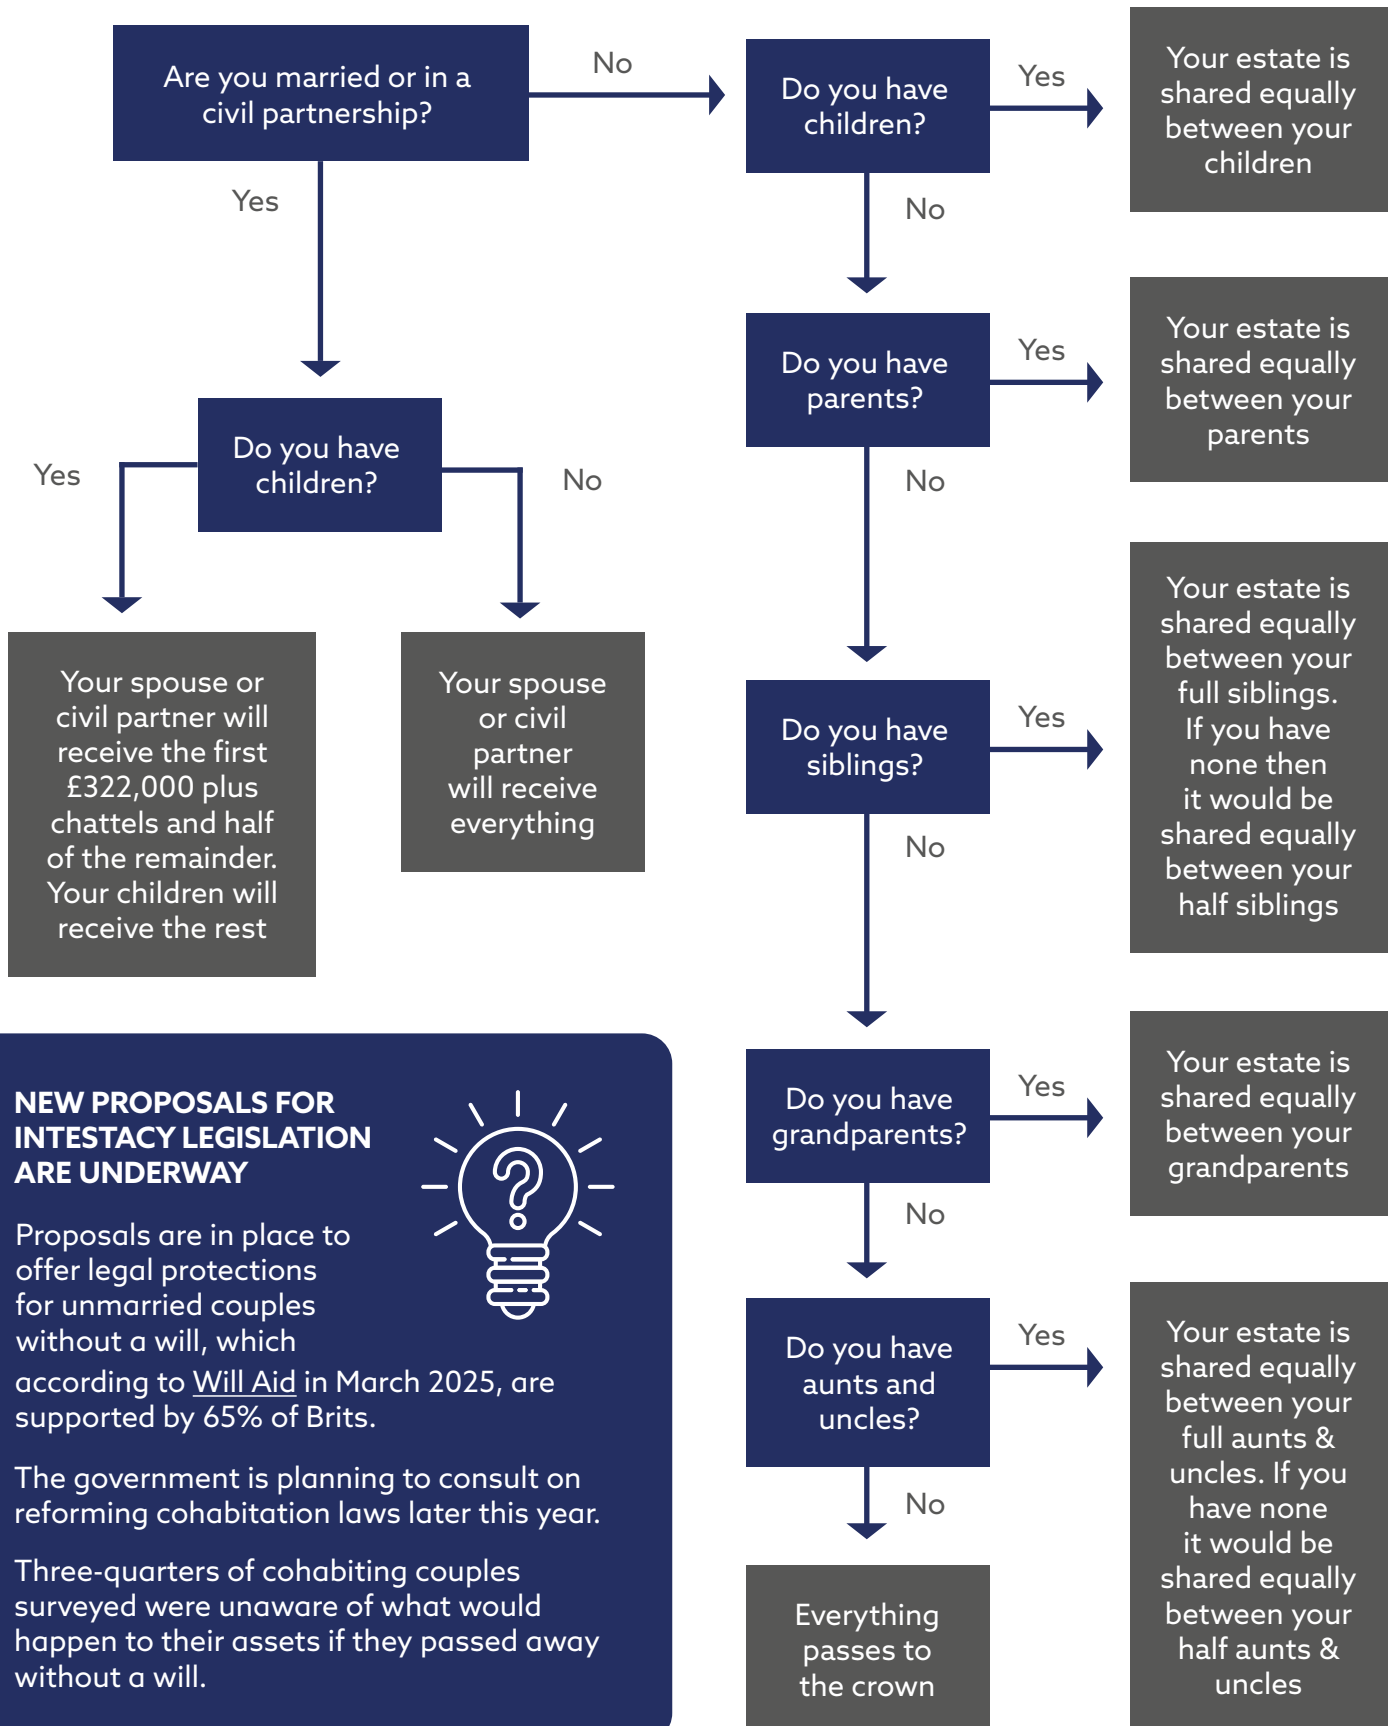 Are you married or in a
civil partnership?
No
Do you have
children?
Yes
Your estate is
shared equally
between your
children
Yes
No
Do you have
parents?
Yes
Your estate is
shared equally
between your
parents
Do you have
children?
Yes
No
No
Your spouse or
civil partner will
receive the first
£322,000 plus
chattels and half
of the remainder.
Your children will
receive the rest
Your spouse
or civil
partner
will receive
everything
Do you have
siblings?
Yes
Your estate is
shared equally
between your
full siblings.
If you have
none then
it would be
shared equally
between your
half siblings
No
Do you have
grandparents?
Yes
Your estate is
shared equally
between your
grandparents
No
Do you have
aunts and
uncles?
Yes
Your estate is
shared equally
between your
full aunts &
uncles. If you
have none
it would be
shared equally
between your
half aunts &
uncles
No
Everything
passes to
the crown
NEW PROPOSALS FOR
INTESTACY LEGISLATION
ARE UNDERWAY
?
Proposals are in place to
offer legal protections
for unmarried couples
without a will, which
according to Will Aid in March 2025, are
supported by 65% of Brits.
The government is planning to consult on
reforming cohabitation laws later this year.
Three-quarters of cohabiting couples
surveyed were unaware of what would
happen to their assets if they passed away
without a will.